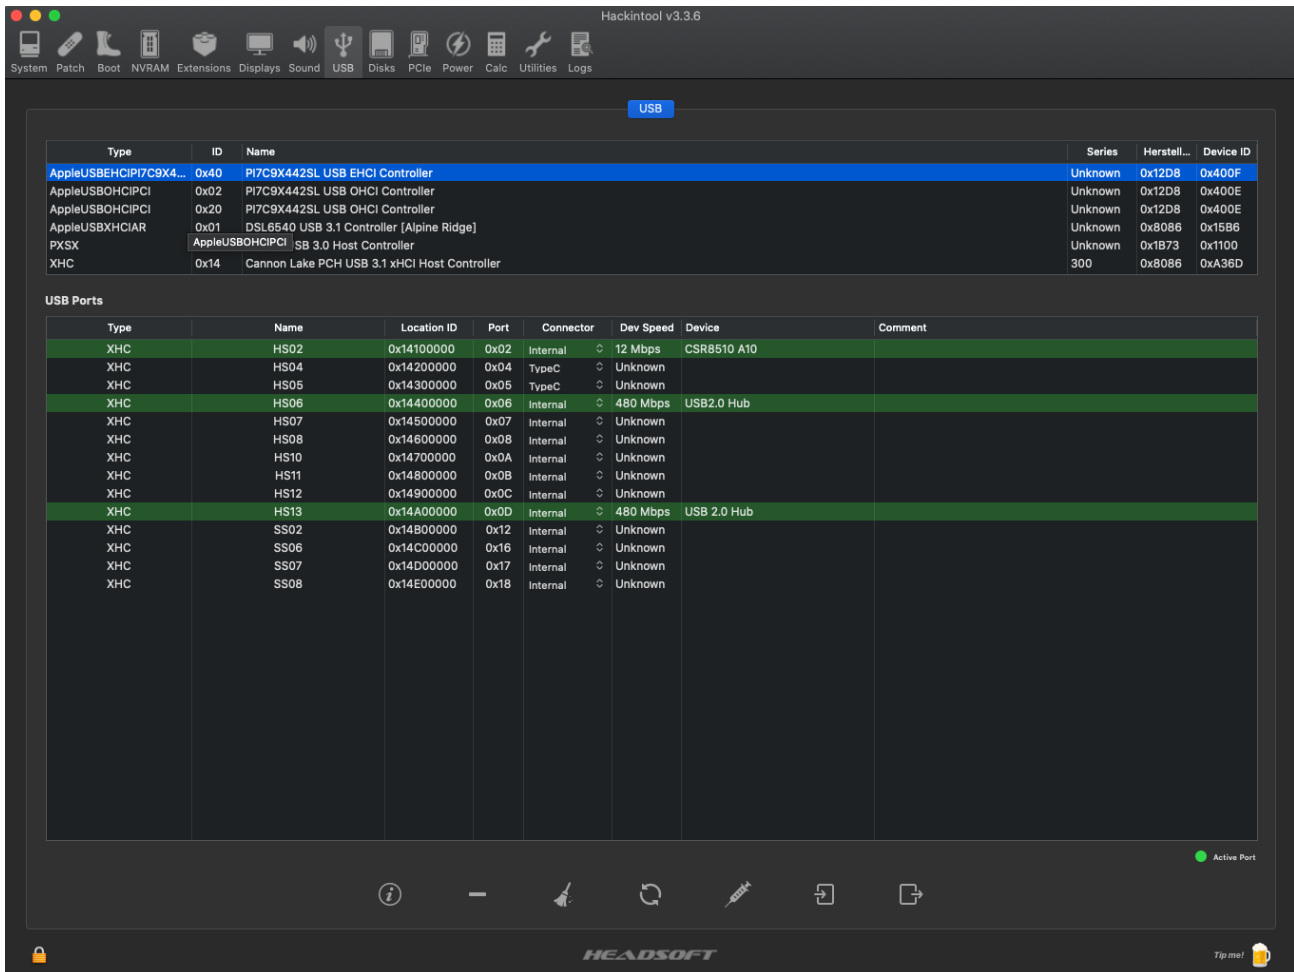 Hackintool v3.3.6
System Patch Boot NVRAM Extensions Displays Sound USB Disks PCIe Power Calc Utilities Logs
USB
Type ID Name Series Herstell... Device ID
AppleUSBEHCIPI7C9X4... 0x40 PI7C9X442SL USB EHCI Controller Unknown 0x12D8 0x400F
AppleUSBOHCIPCI 0x02 PI7C9X442SL USB OHCI Controller Unknown 0x12D8 0x400E
AppleUSBOHCIPCI 0x20 PI7C9X442SL USB OHCI Controller Unknown 0x12D8 0x400E
AppleUSBXHCIAR 0x01 DSL6540 USB 3.1 Controller [Alpine Ridge] Unknown 0x8086 0x15B6
PXSX AppleUSBOHCIPCI SB 3.0 Host Controller Unknown 0x1B73 0x1100
XHC 0x14 Cannon Lake PCH USB 3.1 xHCI Host Controller 300 0x8086 0xA36D
USB Ports
Type Name Location ID Port Connector Dev Speed Device Comment
XHC HS02 0x14100000 0x02 Internal 12 Mbps CSR8510 A10
XHC HS04 0x14200000 0x04 TypeC Unknown
XHC HS05 0x14300000 0x05 TypeC Unknown
XHC HS06 0x14400000 0x06 Internal 480 Mbps USB2.0 Hub
XHC HS07 0x14500000 0x07 Internal Unknown
XHC HS08 0x14600000 0x08 Internal Unknown
XHC HS10 0x14700000 0x0A Internal Unknown
XHC HS11 0x14800000 0x0B Internal Unknown
XHC HS12 0x14900000 0x0C Internal Unknown
XHC HS13 0x14A00000 0x0D Internal 480 Mbps USB 2.0 Hub
XHC SS02 0x14B00000 0x12 Internal Unknown
XHC SS06 0x14C00000 0x16 Internal Unknown
XHC SS07 0x14D00000 0x17 Internal Unknown
XHC SS08 0x14E00000 0x18 Internal Unknown
Active Port
HEADSOFT
Tip me!